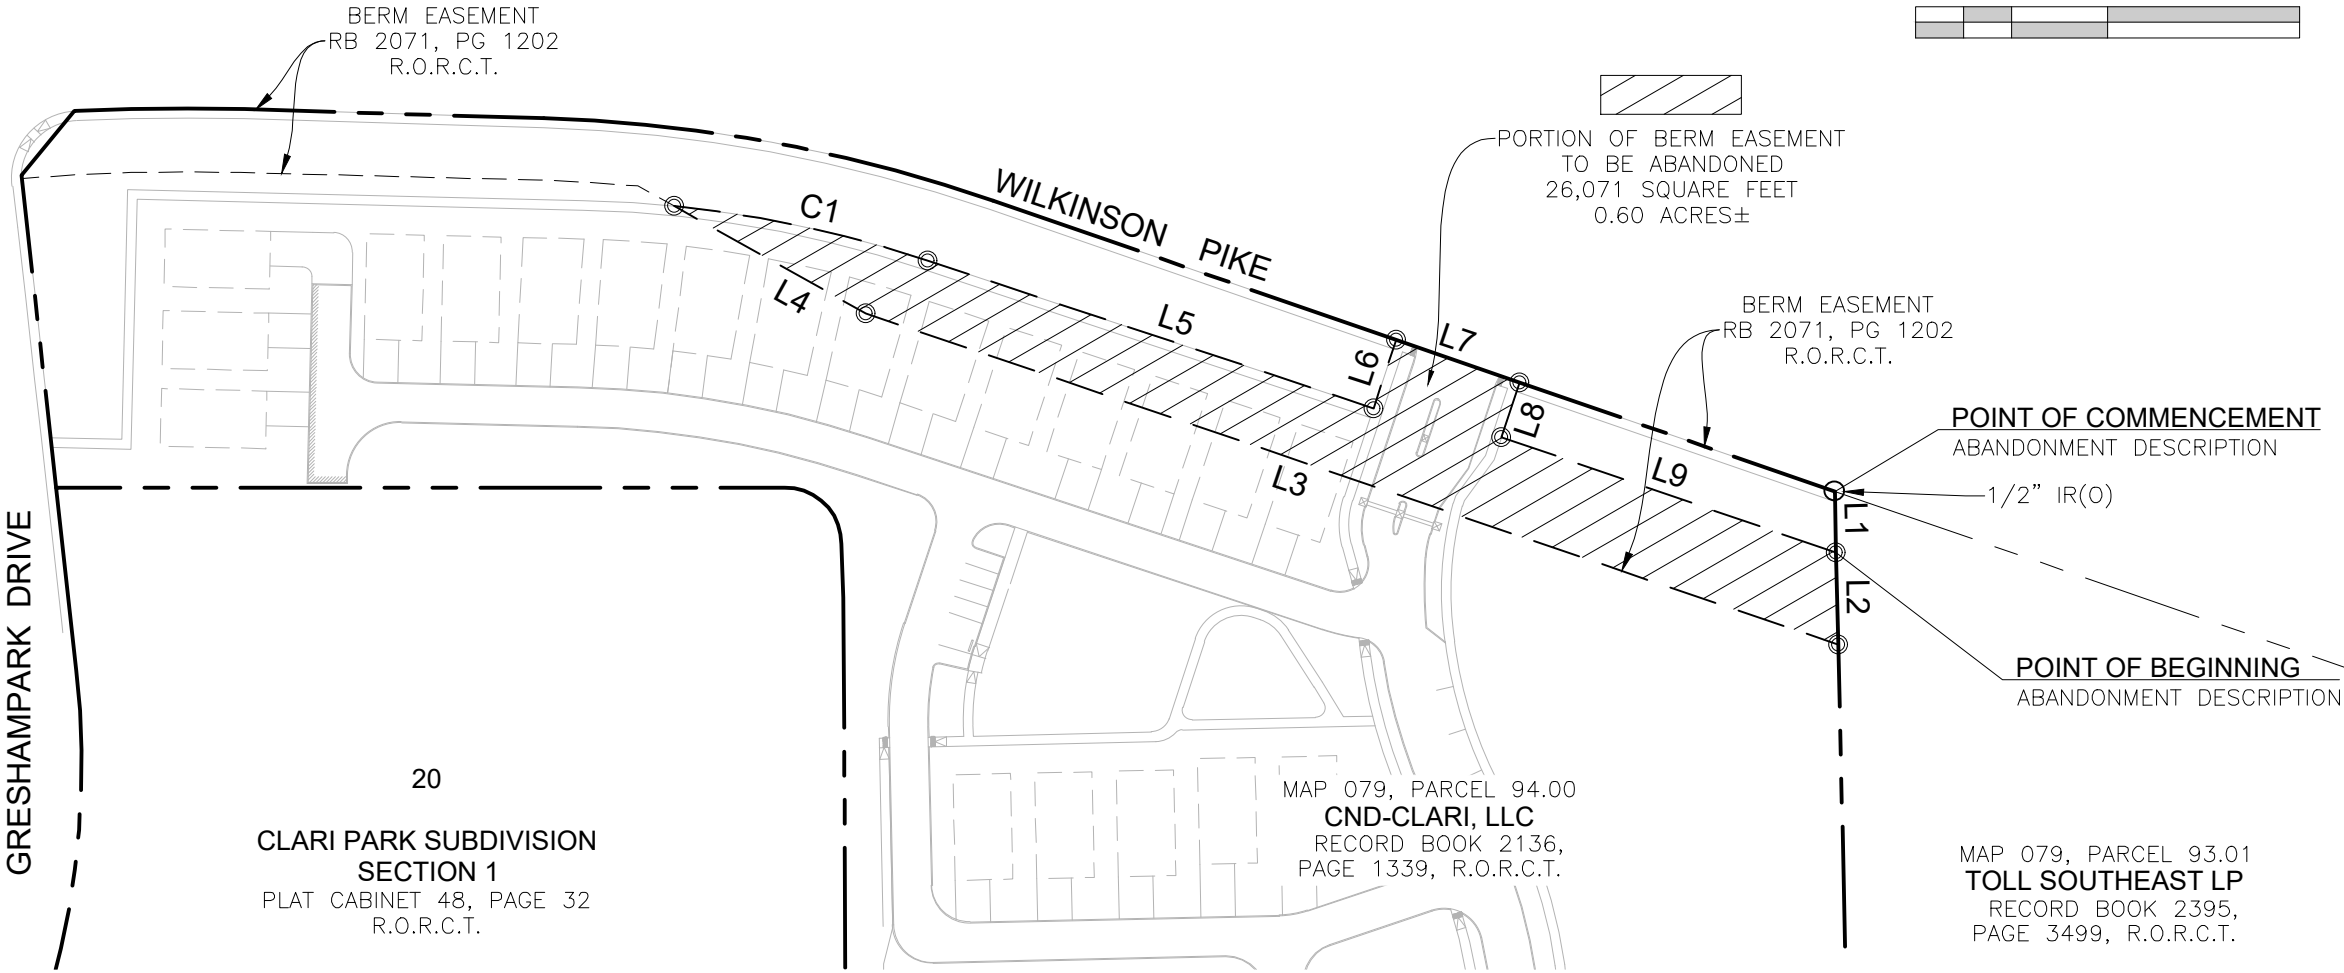 BERM EASEMENT
RB 2071, PG 1202
R.O.R.C.T.
PORTION OF BERM EASEMENT
TO BE ABANDONED
26,071 SQUARE FEET
0.60 ACRES±
WILKINSON PIKE
C1
L4
L5
L6
L7
L8
L3
L9
L1
L2
BERM EASEMENT
RB 2071, PG 1202
R.O.R.C.T.
POINT OF COMMENCEMENT
ABANDONMENT DESCRIPTION
1/2" IR(O)
POINT OF BEGINNING
ABANDONMENT DESCRIPTION
GRESHAMPARK DRIVE
20
CLARI PARK SUBDIVISION
SECTION 1
PLAT CABINET 48, PAGE 32
R.O.R.C.T.
MAP 079, PARCEL 94.00
CND-CLARI, LLC
RECORD BOOK 2136,
PAGE 1339, R.O.R.C.T.
MAP 079, PARCEL 93.01
TOLL SOUTHEAST LP
RECORD BOOK 2395,
PAGE 3499, R.O.R.C.T.